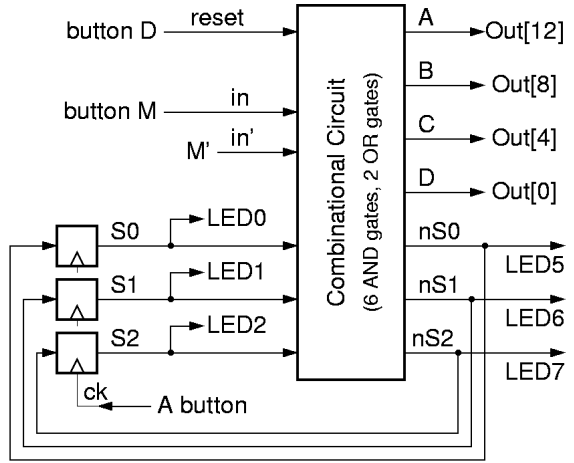 button D reset A Out[12]
B Out[8]
button M in
M' in' C Out[4]
Combinational Circuit
(6 AND gates, 2 OR gates)
D Out[0]
S0 LED0 nS0 LED5
S1 LED1 nS1 LED6
S2 LED2 nS2 LED7
ck A button